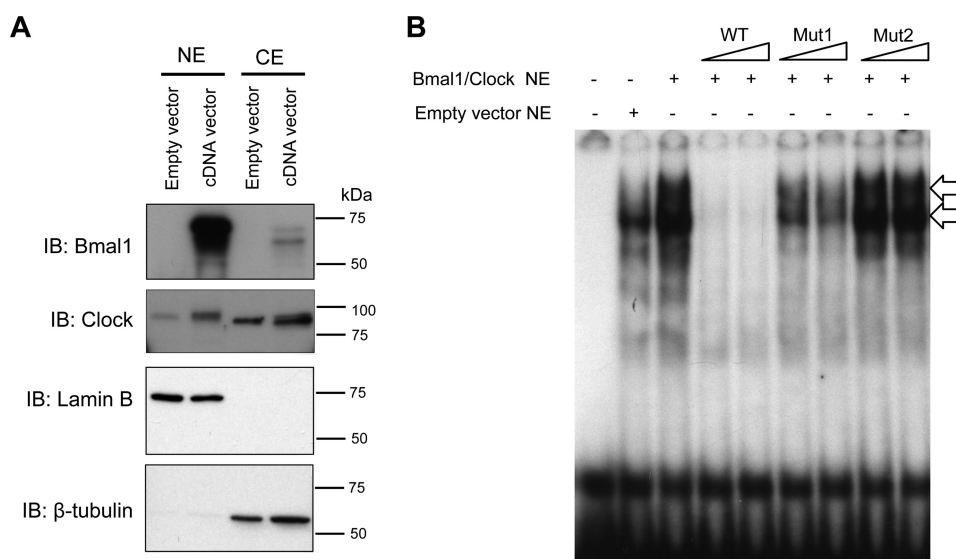 A
NE CE
Empty vector
cDNA vector
Empty vector
cDNA vector
kDa
IB: Bmal1
75
50
IB: Clock
100
75
IB: Lamin B
75
50
IB: β-tubulin
75
50
B
WT Mut1 Mut2
Bmal1/Clock NE - - + + + + + + +
Empty vector NE - + - - - - - - -